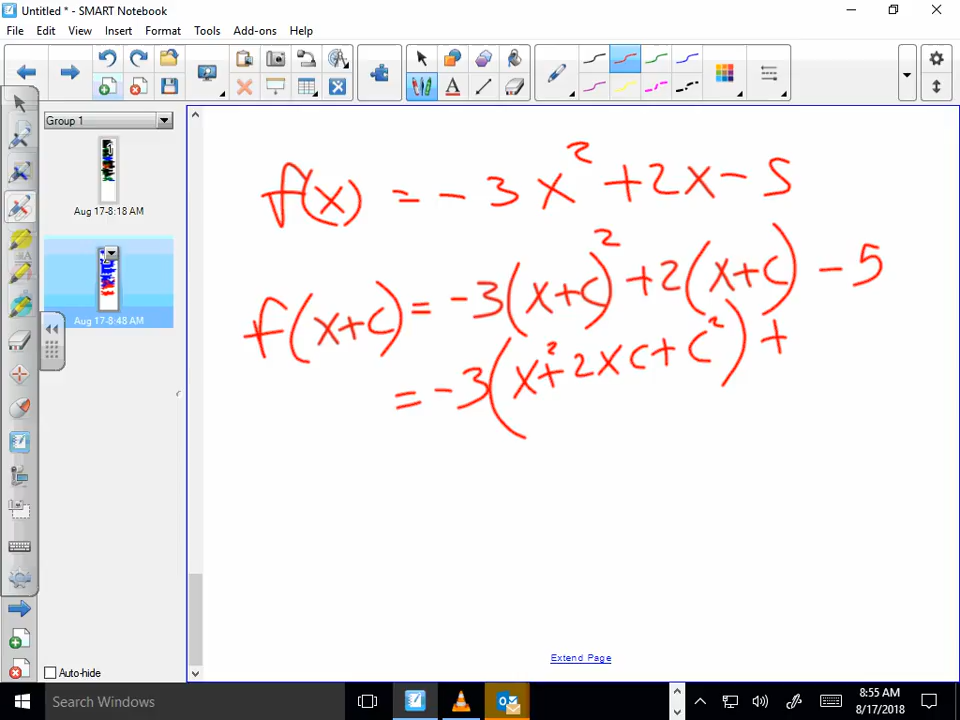 Untitled * - SMART Notebook
File Edit View Insert Format Tools Add-ons Help
Group 1
Aug 17-8:18 AM
Aug 17-8:48 AM
f(x) = -3x² + 2x - 5
f(x+c) = -3(x+c)² + 2(x+c) - 5
= -3(x² + 2xc + c²) +
Extend Page
Auto-hide
Search Windows
8:55 AM
8/17/2018